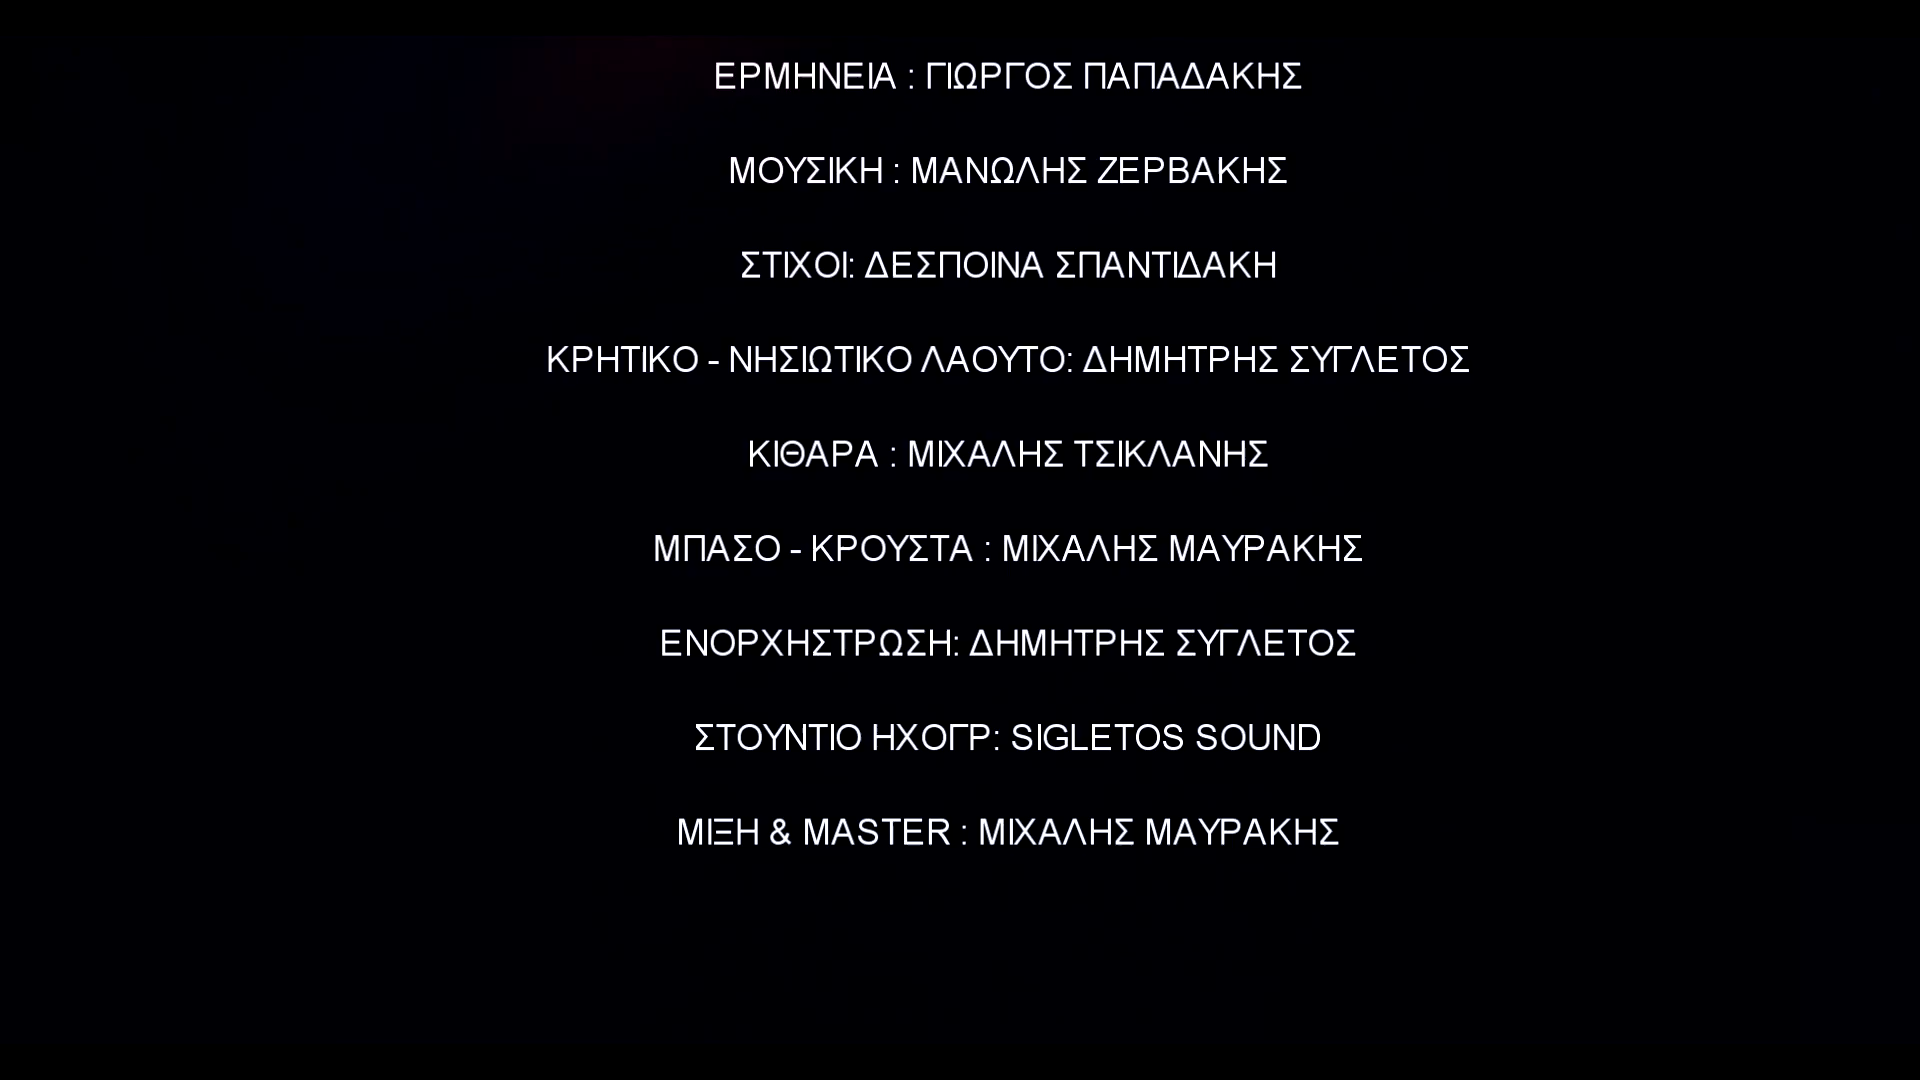 ΕΡΜΗΝΕΙΑ : ΓΙΩΡΓΟΣ ΠΑΠΑΔΑΚΗΣ
ΜΟΥΣΙΚΗ : ΜΑΝΩΛΗΣ ΖΕΡΒΑΚΗΣ
ΣΤΙΧΟΙ: ΔΕΣΠΟΙΝΑ ΣΠΑΝΤΙΔΑΚΗ
ΚΡΗΤΙΚΟ - ΝΗΣΙΩΤΙΚΟ ΛΑΟΥΤΟ: ΔΗΜΗΤΡΗΣ ΣΥΓΛΕΤΟΣ
ΚΙΘΑΡΑ : ΜΙΧΑΛΗΣ ΤΣΙΚΛΑΝΗΣ
ΜΠΑΣΟ - ΚΡΟΥΣΤΑ : ΜΙΧΑΛΗΣ ΜΑΥΡΑΚΗΣ
ΕΝΟΡΧΗΣΤΡΩΣΗ: ΔΗΜΗΤΡΗΣ ΣΥΓΛΕΤΟΣ
ΣΤΟΥΝΤΙΟ ΗΧΟΓΡ: SIGLETOS SOUND
ΜΙΞΗ & MASTER : ΜΙΧΑΛΗΣ ΜΑΥΡΑΚΗΣ